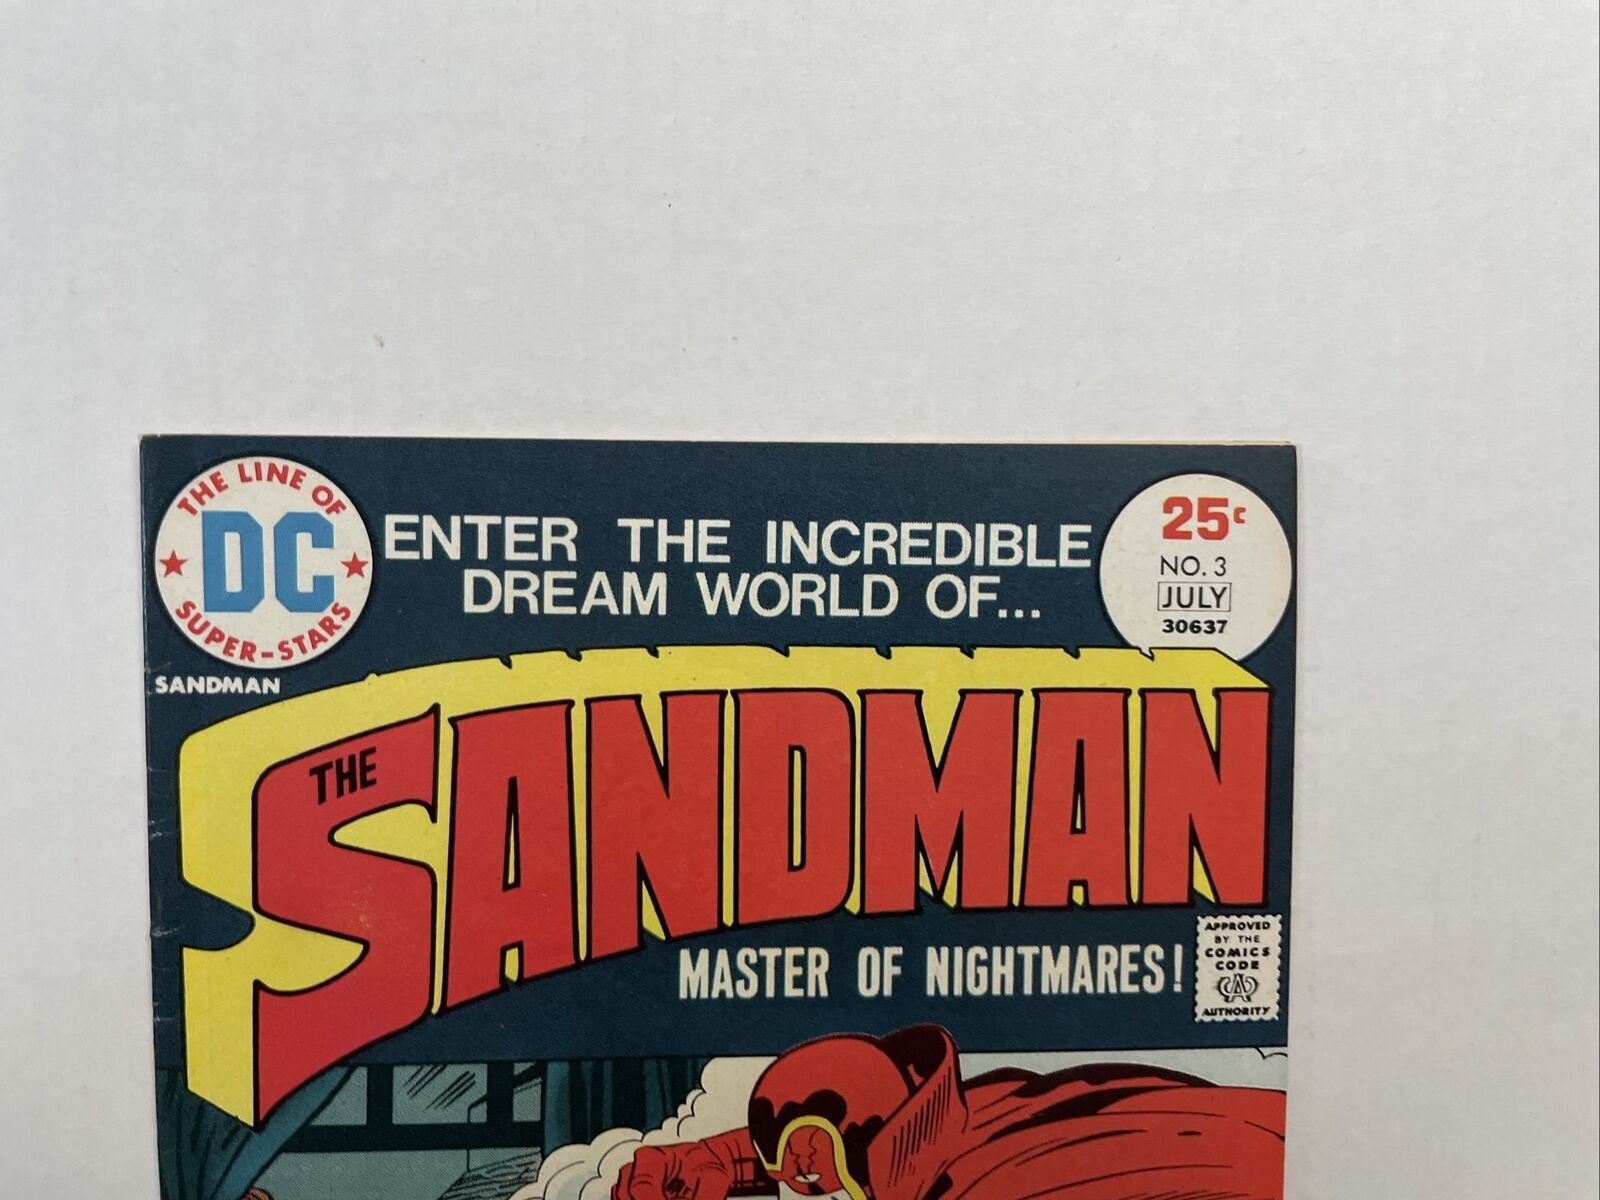 THE LINE OF
DC
SUPER-STARS
ENTER THE INCREDIBLE
DREAM WORLD OF...
25c
NO. 3
JULY
30637
SANDMAN
THE
SANDMAN
MASTER OF NIGHTMARES!
APPROVED
BY THE
COMICS
CODE
CA
AUTHORITY